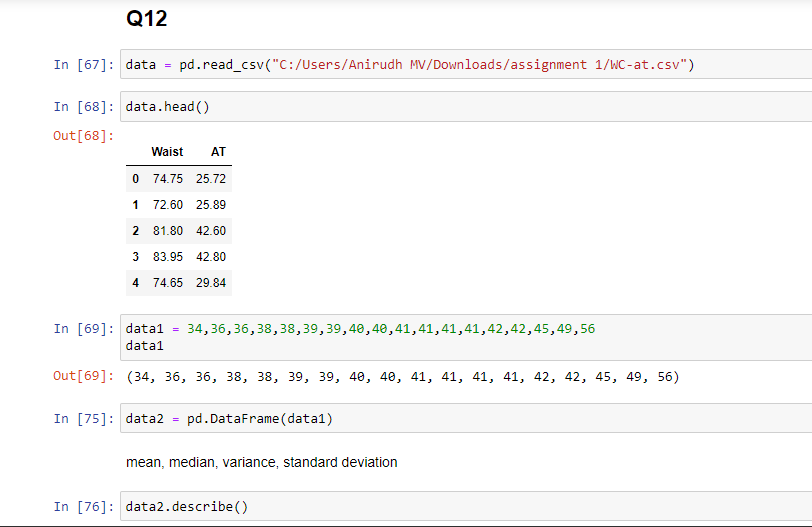 Q12
In [67]: data = pd.read_csv("C:/Users/Anirudh MV/Downloads/assignment 1/WC-at.csv")
In [68]: data.head()
Out[68]:
Waist AT
0 74.75 25.72
1 72.60 25.89
2 81.80 42.60
3 83.95 42.80
4 74.65 29.84
In [69]: data1 = 34,36,36,38,38,39,39,40,40,41,41,41,41,42,42,45,49,56
data1
Out[69]: (34, 36, 36, 38, 38, 39, 39, 40, 40, 41, 41, 41, 41, 42, 42, 45, 49, 56)
In [75]: data2 = pd.DataFrame(data1)
mean, median, variance, standard deviation
In [76]: data2.describe()